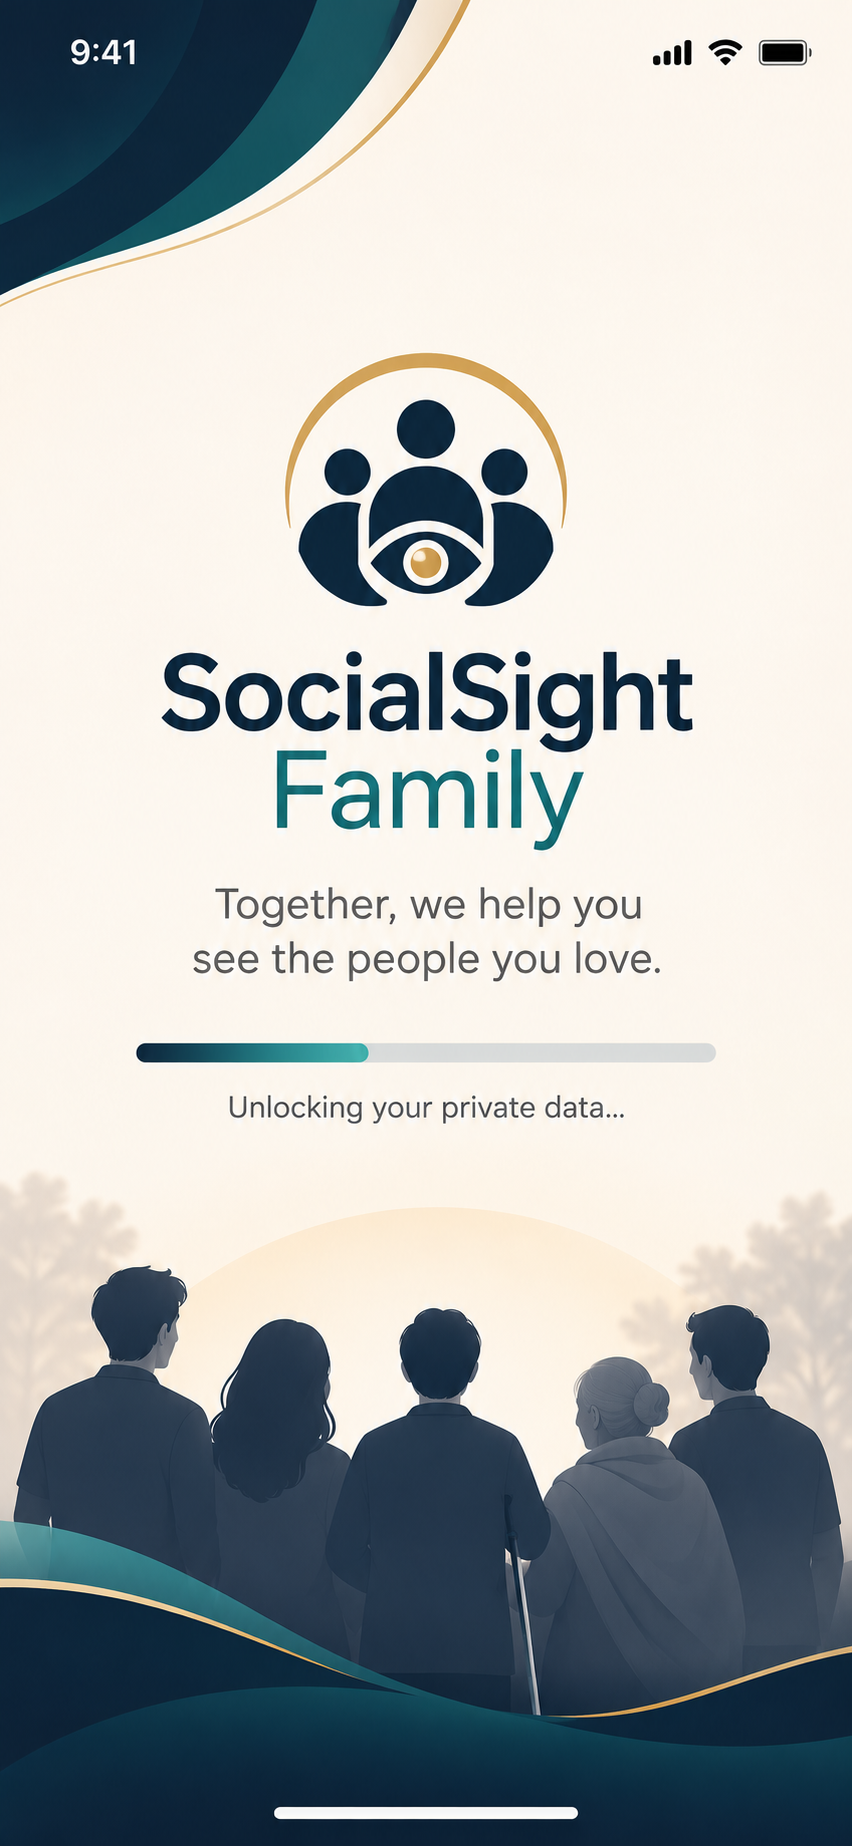 9:41
SocialSight
Family
Together, we help you
see the people you love.
Unlocking your private data...